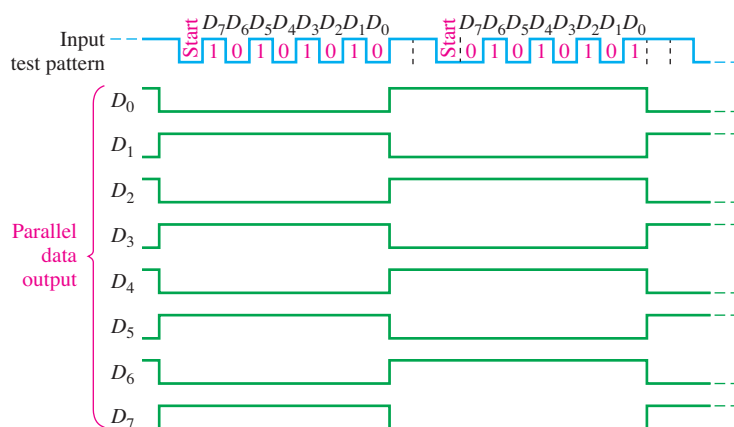 D7D6D5D4D3D2D1D0 D7D6D5D4D3D2D1D0
Input
test pattern
Start 1 0 1 0 1 0 1 0 Start 0 1 0 1 0 1 0 1
D0
D1
D2
D3
Parallel
data
output
D4
D5
D6
D7